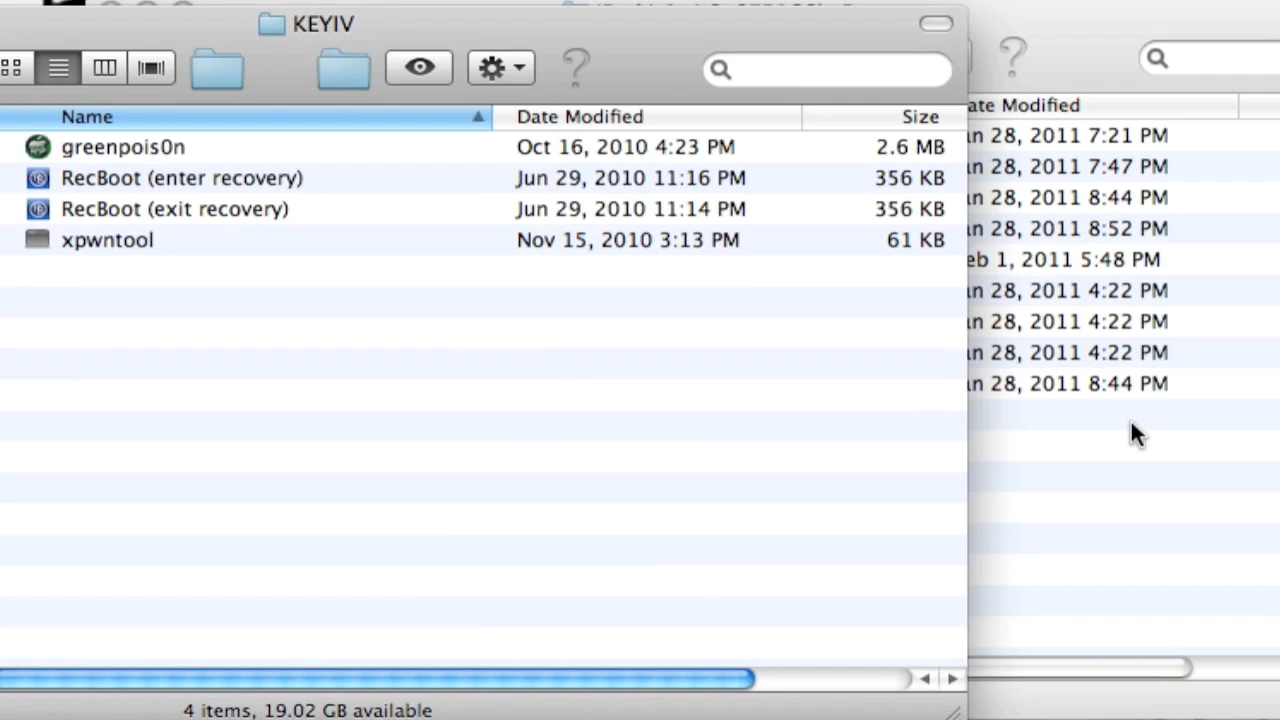 KEYIV
Name Date Modified Size
greenpois0n Oct 16, 2010 4:23 PM 2.6 MB
RecBoot (enter recovery) Jun 29, 2010 11:16 PM 356 KB
RecBoot (exit recovery) Jun 29, 2010 11:14 PM 356 KB
xpwntool Nov 15, 2010 3:13 PM 61 KB
4 items, 19.02 GB available
ate Modified
n 28, 2011 7:21 PM
n 28, 2011 7:47 PM
n 28, 2011 8:44 PM
n 28, 2011 8:52 PM
eb 1, 2011 5:48 PM
n 28, 2011 4:22 PM
n 28, 2011 4:22 PM
n 28, 2011 4:22 PM
n 28, 2011 8:44 PM